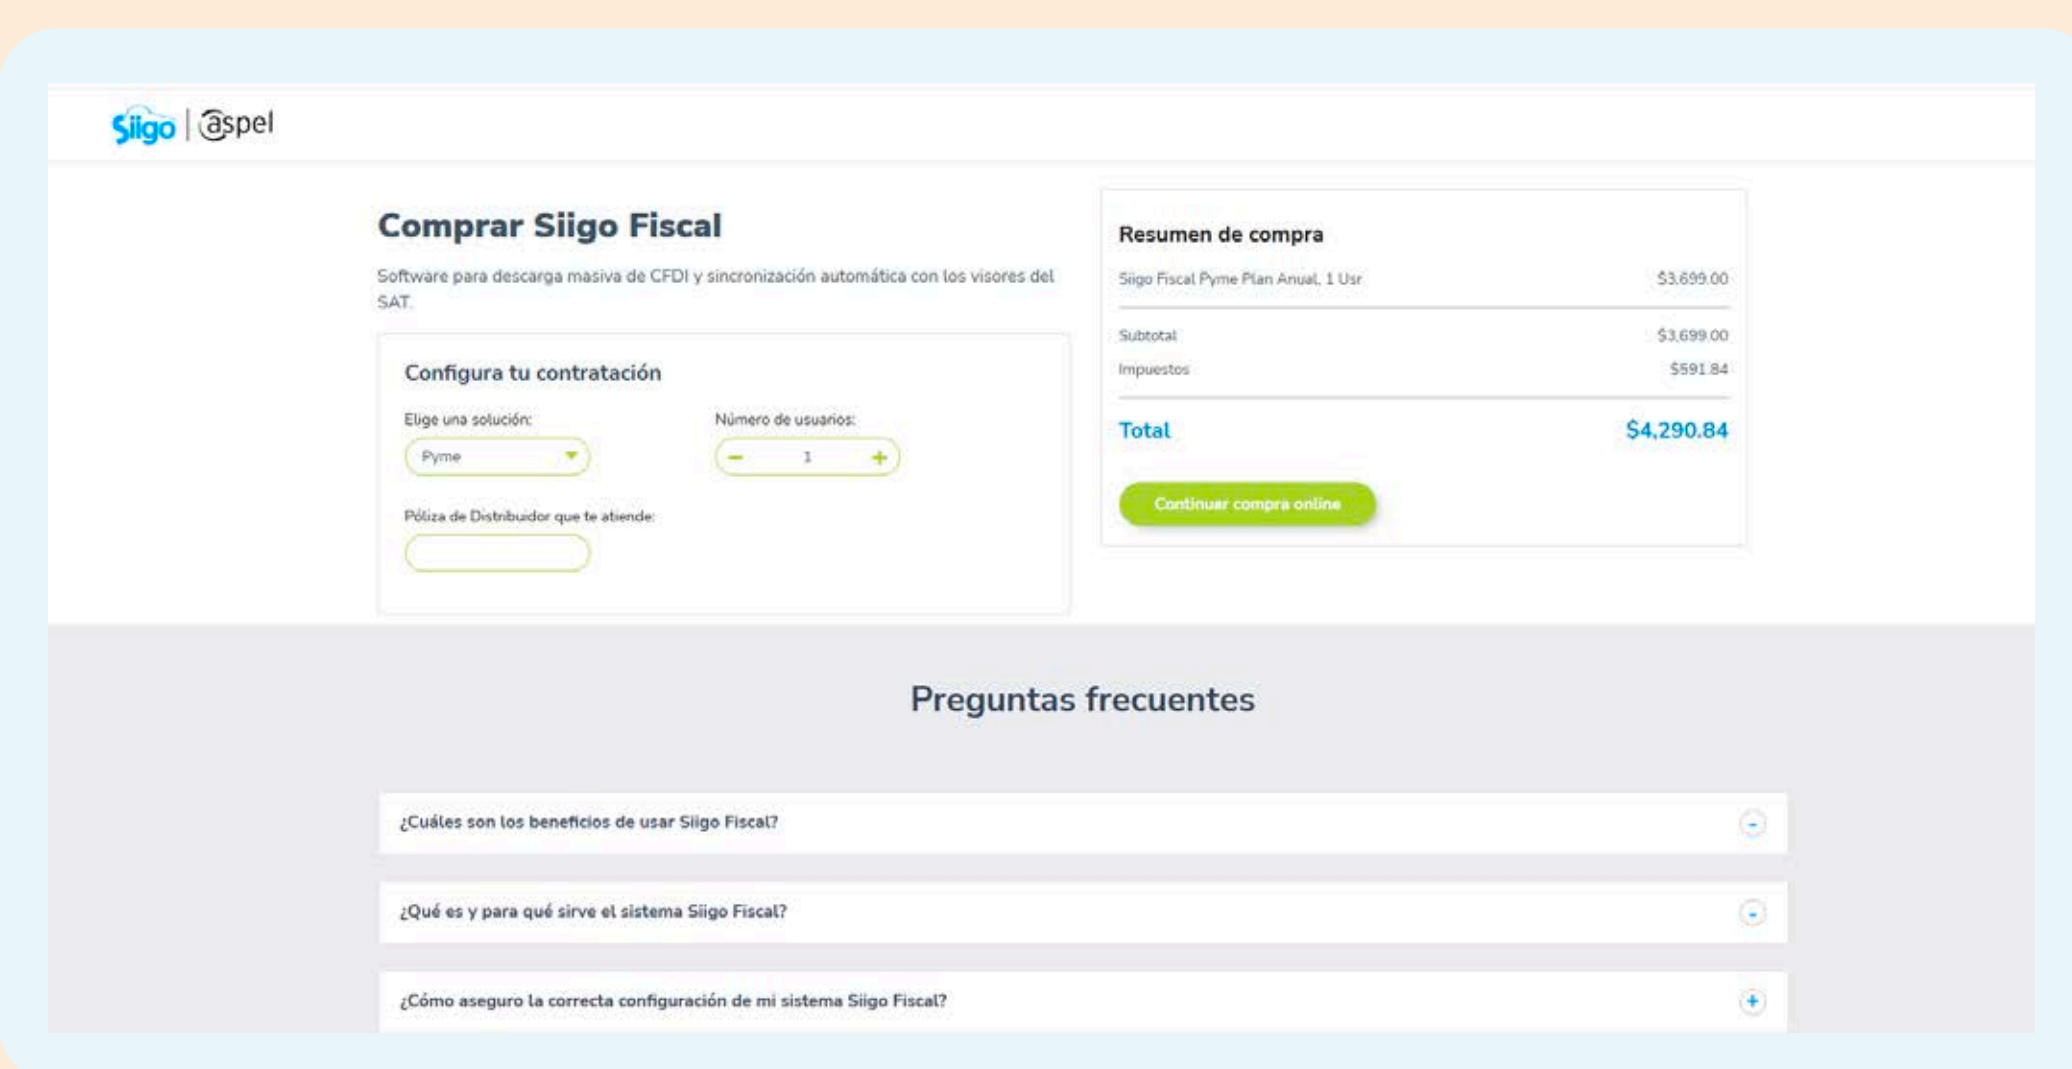 Siigo | aspel
Comprar Siigo Fiscal
Software para descarga masiva de CFDI y sincronización automática con los visores del
SAT.
Configura tu contratación
Elige una solución:
Número de usuarios:
Pyme
- 1 +
Póliza de Distribuidor que te atiende:
Resumen de compra
Siigo Fiscal Pyme Plan Anual, 1 Usr $3,699.00
Subtotal $3,699.00
Impuestos $591.84
Total $4,290.84
Continuar compra online
Preguntas frecuentes
¿Cuáles son los beneficios de usar Siigo Fiscal? -
¿Qué es y para qué sirve el sistema Siigo Fiscal? -
¿Cómo aseguro la correcta configuración de mi sistema Siigo Fiscal? +